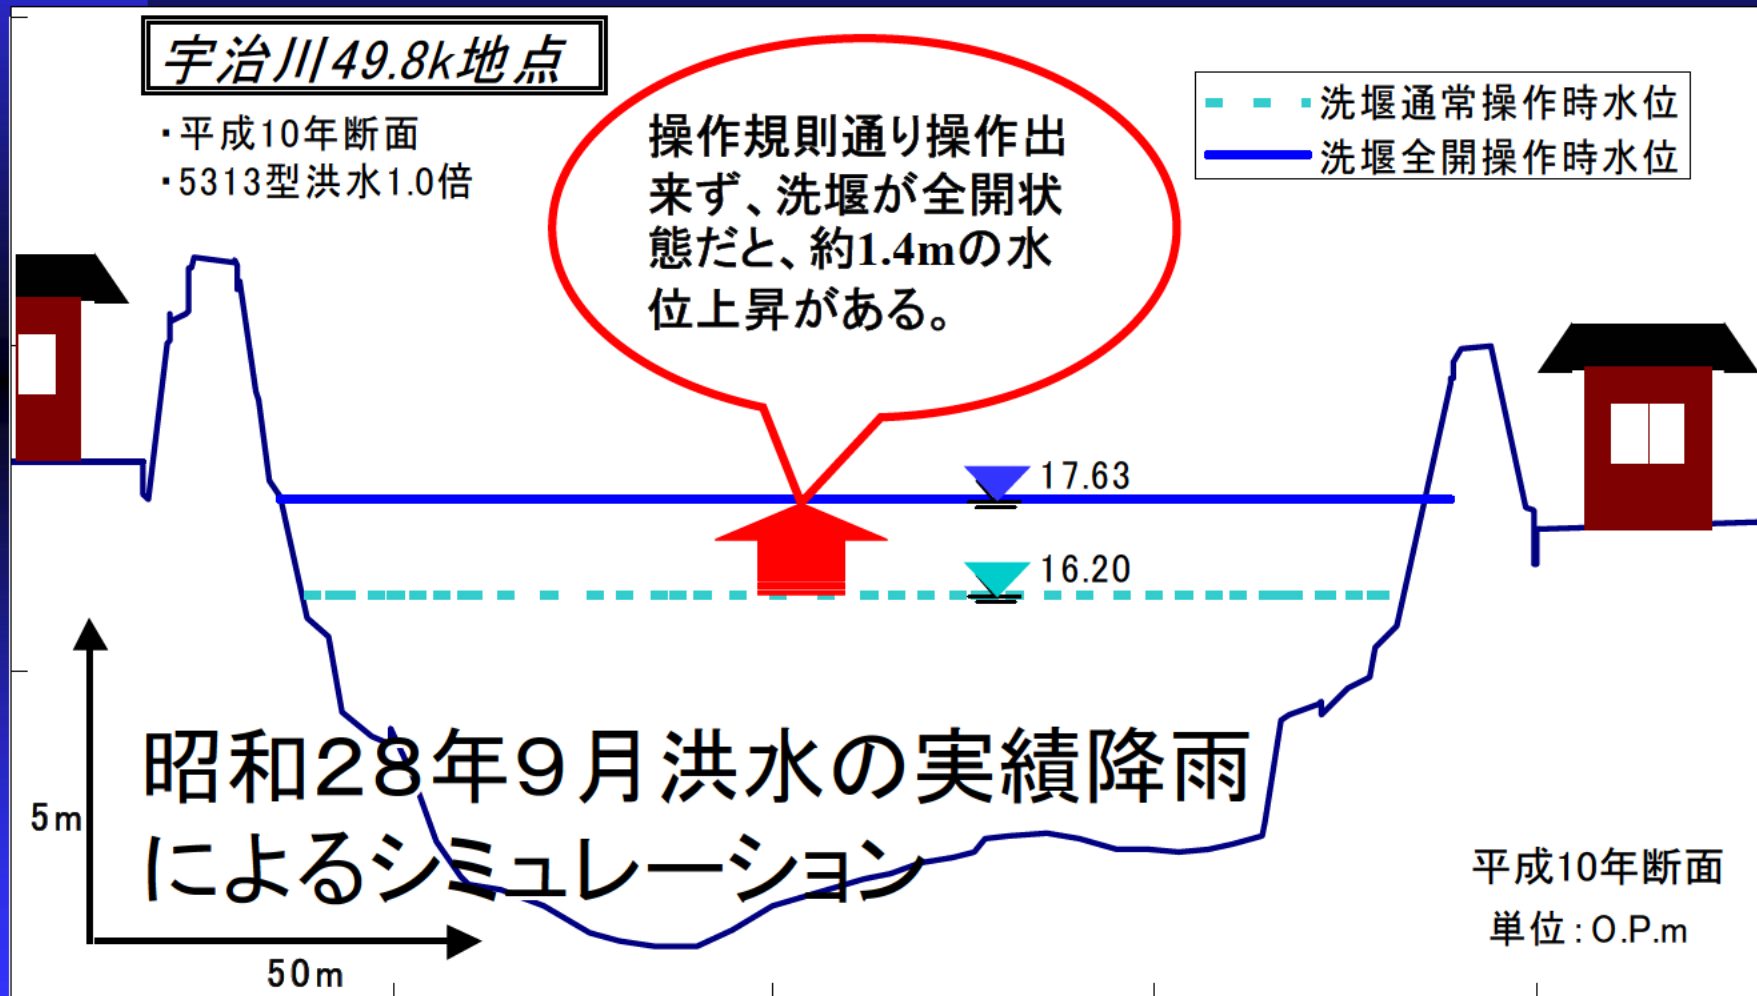 宇治川49.8k地点
・平成10年断面
・5313型洪水1.0倍
操作規則通り操作出
来ず、洗堰が全開状
態だと、約1.4mの水
位上昇がある。
洗堰通常操作時水位
洗堰全開操作時水位
17.63
16.20
昭和28年9月洪水の実績降雨
によるシミュレーション
5m
50m
平成10年断面
単位:O.P.m